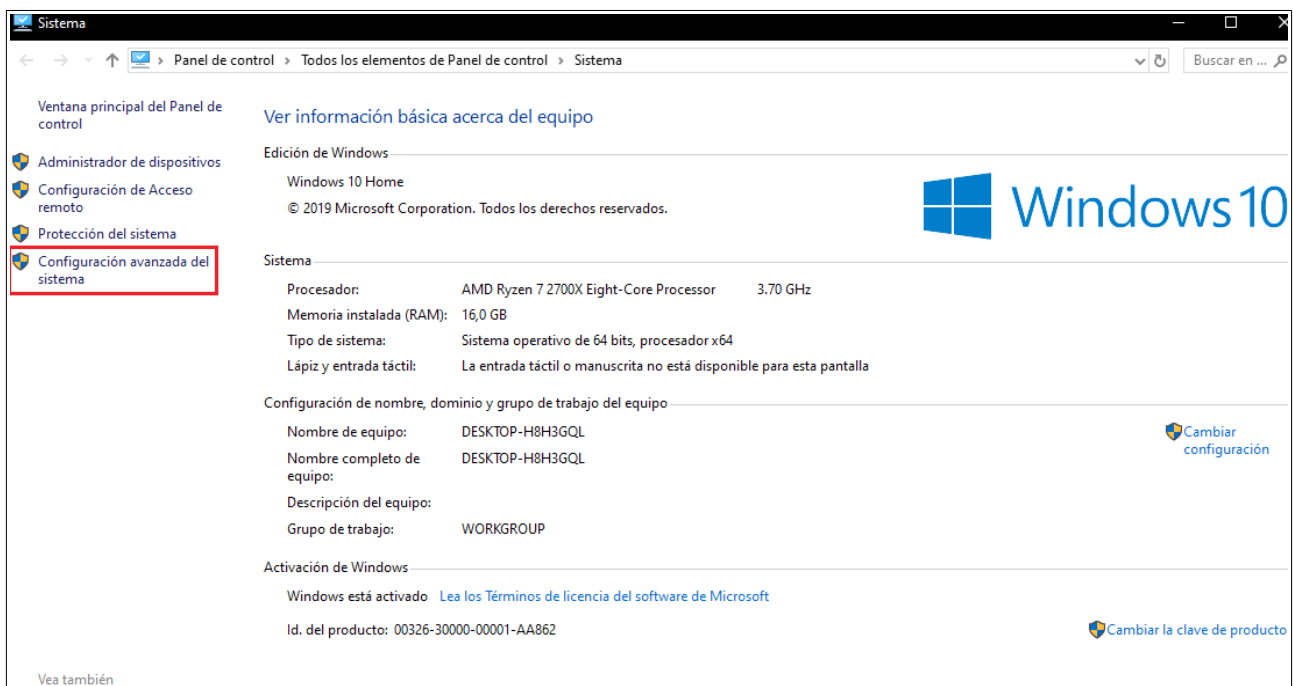 Sistema
Panel de control > Todos los elementos de Panel de control > Sistema
Buscar en ...
Ventana principal del Panel de
control
Administrador de dispositivos
Configuración de Acceso
remoto
Protección del sistema
Configuración avanzada del
sistema
Ver información básica acerca del equipo
Edición de Windows
Windows 10 Home
© 2019 Microsoft Corporation. Todos los derechos reservados.
Windows 10
Sistema
Procesador: AMD Ryzen 7 2700X Eight-Core Processor 3.70 GHz
Memoria instalada (RAM): 16,0 GB
Tipo de sistema: Sistema operativo de 64 bits, procesador x64
Lápiz y entrada táctil: La entrada táctil o manuscrita no está disponible para esta pantalla
Configuración de nombre, dominio y grupo de trabajo del equipo
Nombre de equipo: DESKTOP-H8H3GQL
Nombre completo de DESKTOP-H8H3GQL
equipo:
Descripción del equipo:
Grupo de trabajo: WORKGROUP
Cambiar
configuración
Activación de Windows
Windows está activado Lea los Términos de licencia del software de Microsoft
Id. del producto: 00326-30000-00001-AA862
Cambiar la clave de producto
Vea también